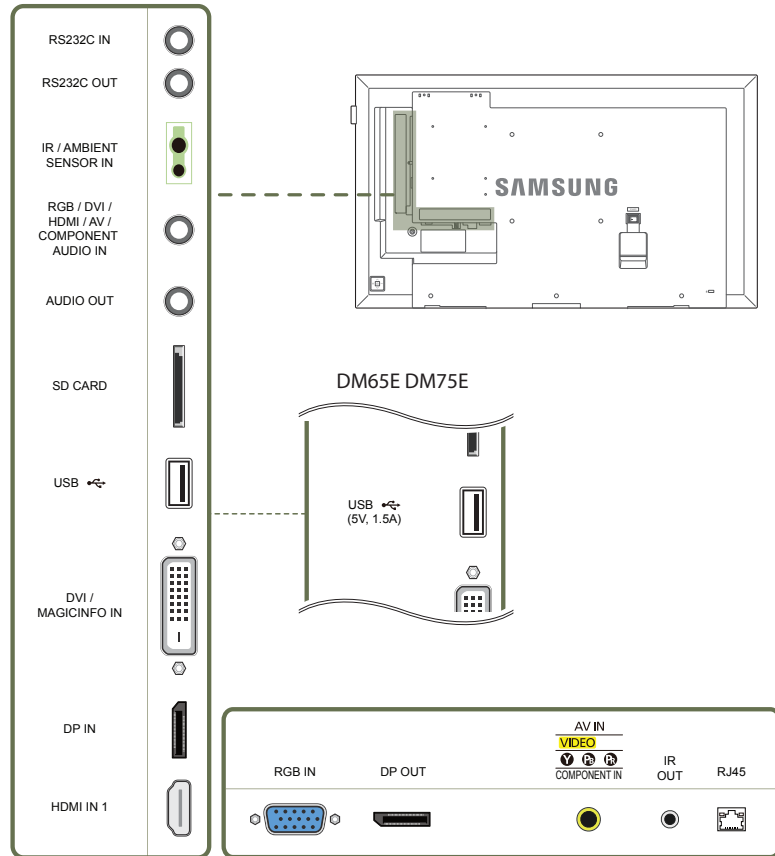 RS232C IN
RS232C OUT
IR / AMBIENT
SENSOR IN
RGB / DVI /
HDMI / AV /
COMPONENT
AUDIO IN
AUDIO OUT
SD CARD
USB
DVI /
MAGICINFO IN
DP IN
HDMI IN 1
SAMSUNG
DM65E DM75E
USB
(5V, 1.5A)
RGB IN
DP OUT
AV IN
VIDEO
Y PB PR
COMPONENT IN
IR
OUT
RJ45